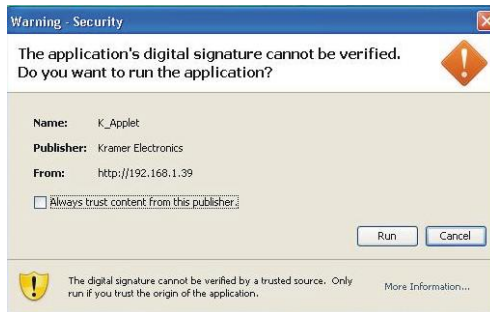 Warning - Security
The application's digital signature cannot be verified.
Do you want to run the application?
Name: K_Applet
Publisher: Kramer Electronics
From: http://192.168.1.39
Always trust content from this publisher.
Run Cancel
The digital signature cannot be verified by a trusted source. Only
run if you trust the origin of the application.
More Information...